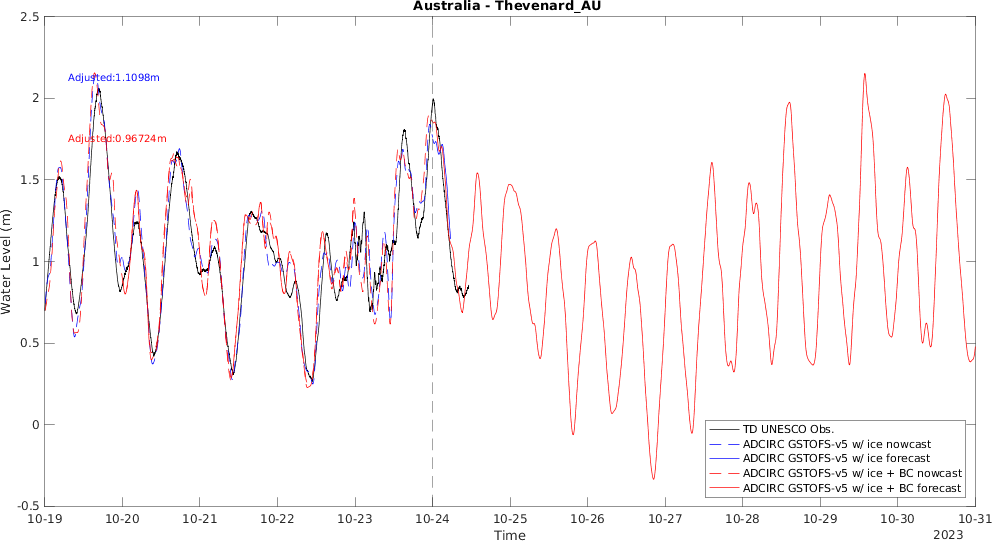 Australia - Thevenard_AU
2.5
2
1.5
1
0.5
0
-0.5
Water Level (m)
Adjusted:1.1098m
Adjusted:0.96724m
TD UNESCO Obs.
ADCIRC GSTOFS-v5 w/ ice nowcast
ADCIRC GSTOFS-v5 w/ ice forecast
ADCIRC GSTOFS-v5 w/ ice + BC nowcast
ADCIRC GSTOFS-v5 w/ ice + BC forecast
10-19 10-20 10-21 10-22 10-23 10-24 10-25 10-26 10-27 10-28 10-29 10-30 10-31
Time
2023